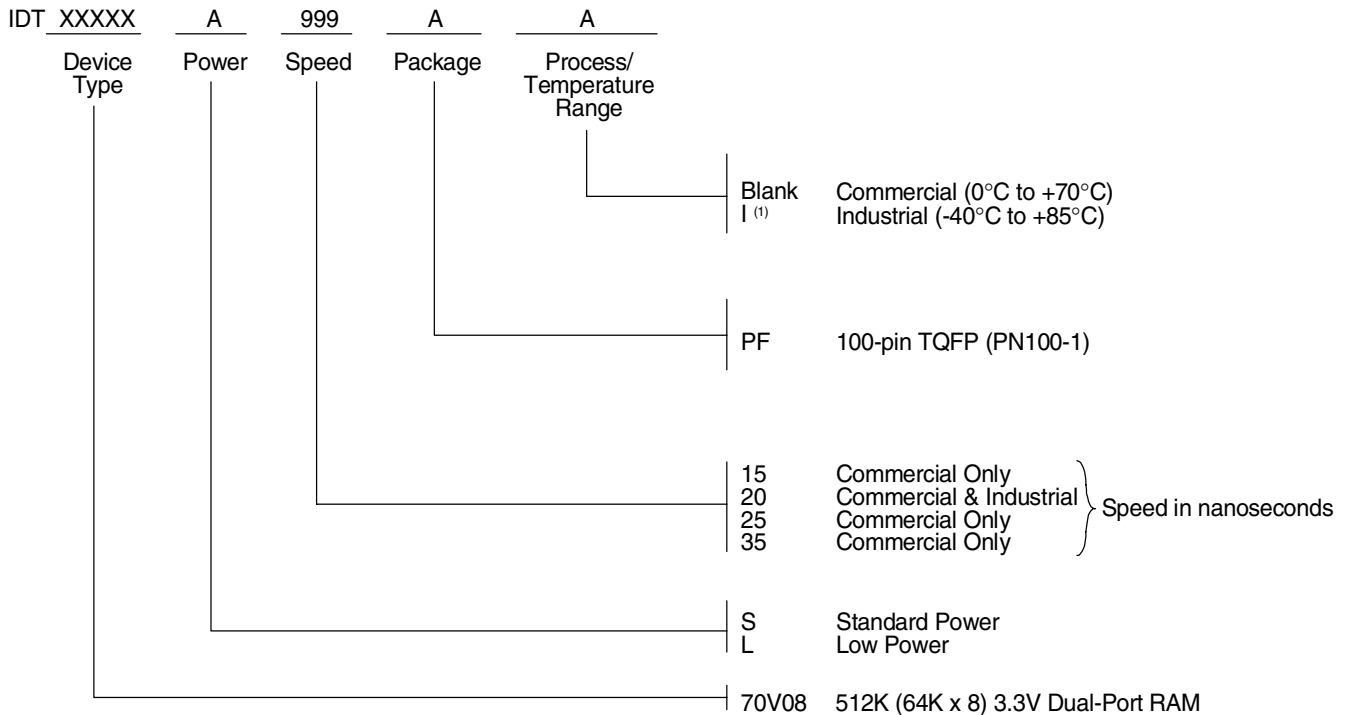 IDT XXXXX A 999 A A
Device Type Power Speed Package Process/ Temperature Range
Blank Commercial (0°C to +70°C)
I (1) Industrial (-40°C to +85°C)
PF 100-pin TQFP (PN100-1)
15 Commercial Only
20 Commercial & Industrial
25 Commercial Only
35 Commercial Only
Speed in nanoseconds
S Standard Power
L Low Power
70V08 512K (64K x 8) 3.3V Dual-Port RAM